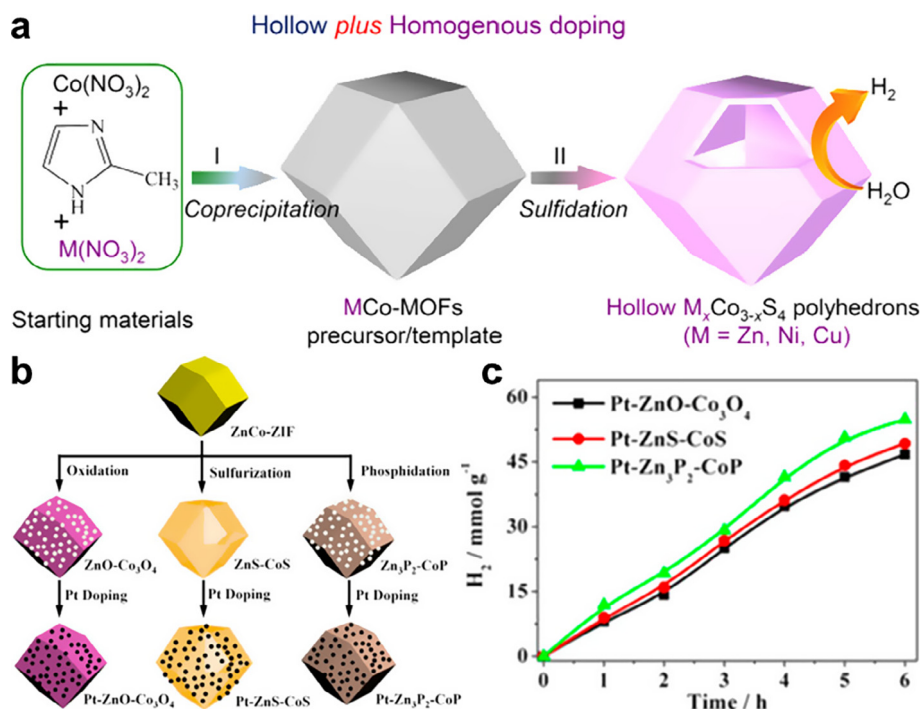 a
Hollow plus Homogenous doping
Co(NO₃)₂
+
N
N
H
CH₃
+
M(NO₃)₂
Starting materials
I
Coprecipitation
MCo-MOFs
precursor/template
II
Sulfidation
H₂
H₂O
Hollow MₓCo₃₋ₓS₄ polyhedrons
(M = Zn, Ni, Cu)
b
ZnCo-ZIF
Oxidation
Sulfurization
Phosphidation
ZnO-Co₃O₄
ZnS-CoS
Zn₃P₂-CoP
Pt Doping
Pt Doping
Pt Doping
Pt-ZnO-Co₃O₄
Pt-ZnS-CoS
Pt-Zn₃P₂-CoP
c
Pt-ZnO-Co₃O₄
Pt-ZnS-CoS
Pt-Zn₃P₂-CoP
H₂ / mmol g⁻¹
60
45
30
15
0
0 1 2 3 4 5 6
Time / h